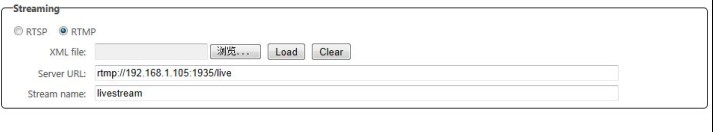 Streaming
RTSP RTMP
XML file: 浏览... Load Clear
Server URL: rtmp://192.168.1.105:1935/live
Stream name: livestream